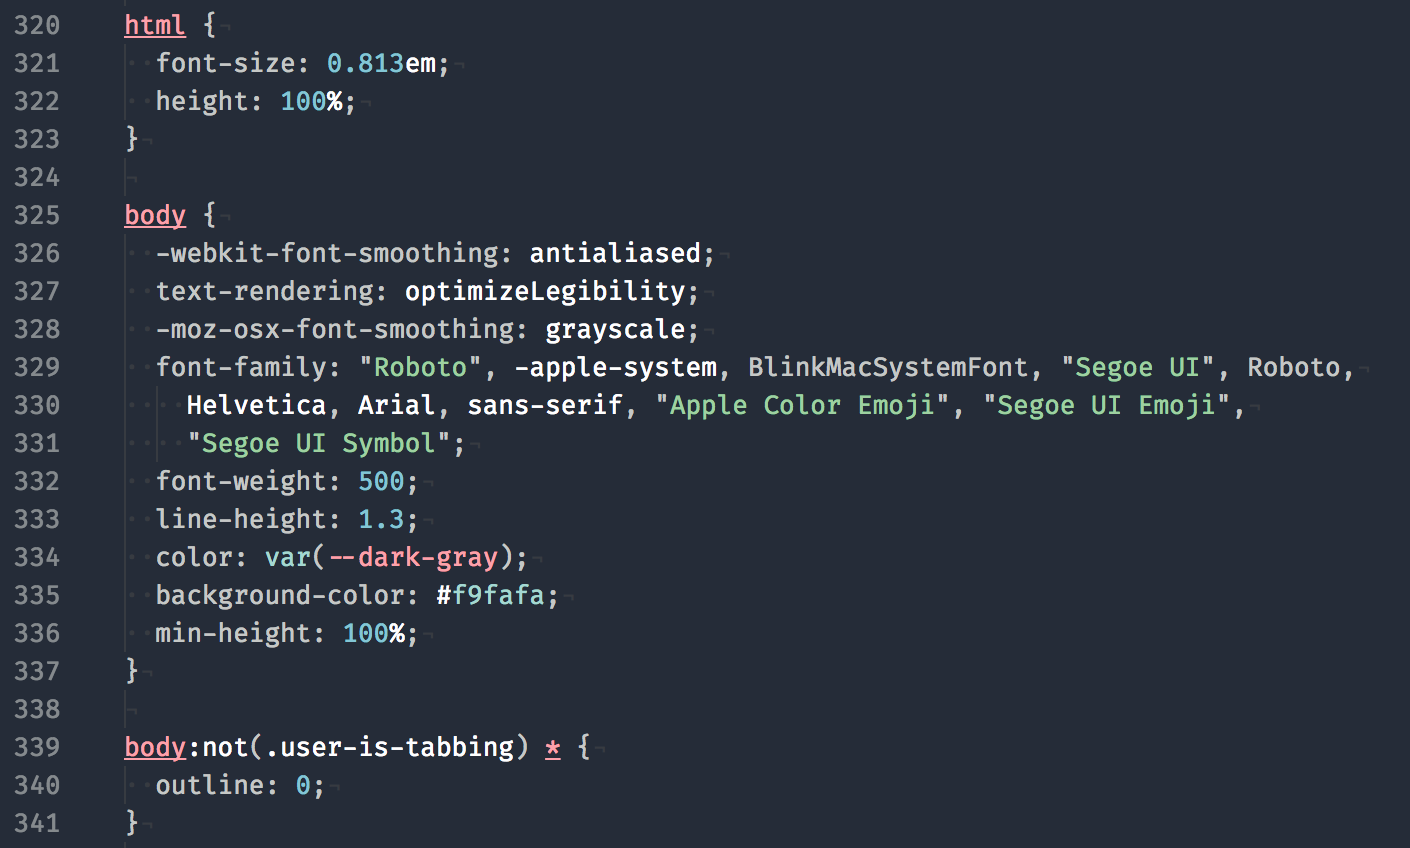 320 html {
321 font-size: 0.813em;
322 height: 100%;
323 }
324
325 body {
326 -webkit-font-smoothing: antialiased;
327 text-rendering: optimizeLegibility;
328 -moz-osx-font-smoothing: grayscale;
329 font-family: "Roboto", -apple-system, BlinkMacSystemFont, "Segoe UI", Roboto,
330 Helvetica, Arial, sans-serif, "Apple Color Emoji", "Segoe UI Emoji",
331 "Segoe UI Symbol";
332 font-weight: 500;
333 line-height: 1.3;
334 color: var(--dark-gray);
335 background-color: #f9fafa;
336 min-height: 100%;
337 }
338
339 body:not(.user-is-tabbing) * {
340 outline: 0;
341 }